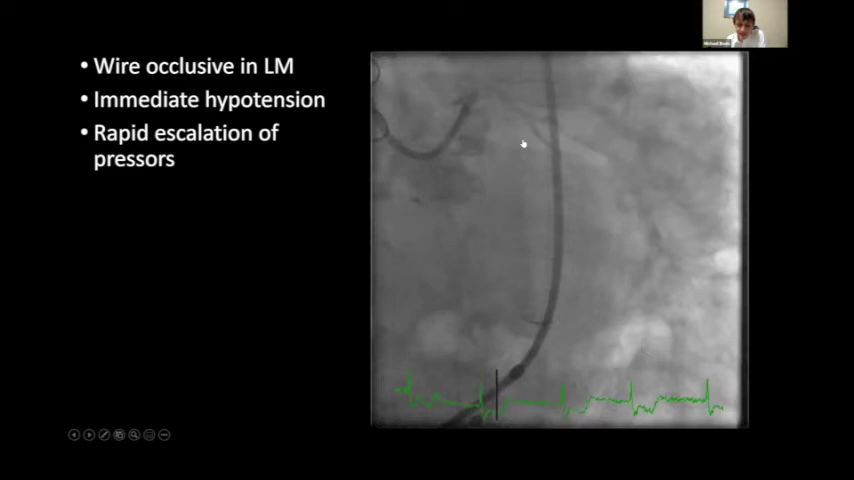 • Wire occlusive in LM
• Immediate hypotension
• Rapid escalation of
pressors